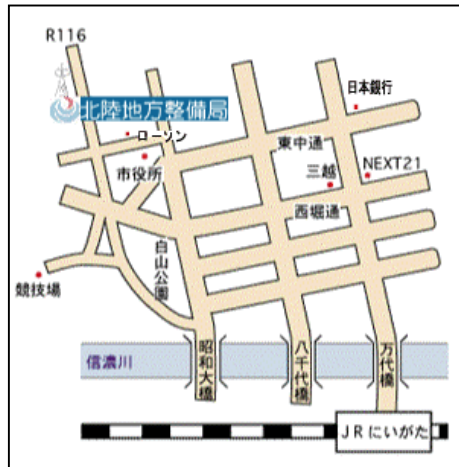 R116
日本銀行
北陸地方整備局
ローソン
東中通
市役所
三越
NEXT21
西堀通
白山公園
競技場
昭和大橋
八千代橋
万代橋
信濃川
JRにいがた